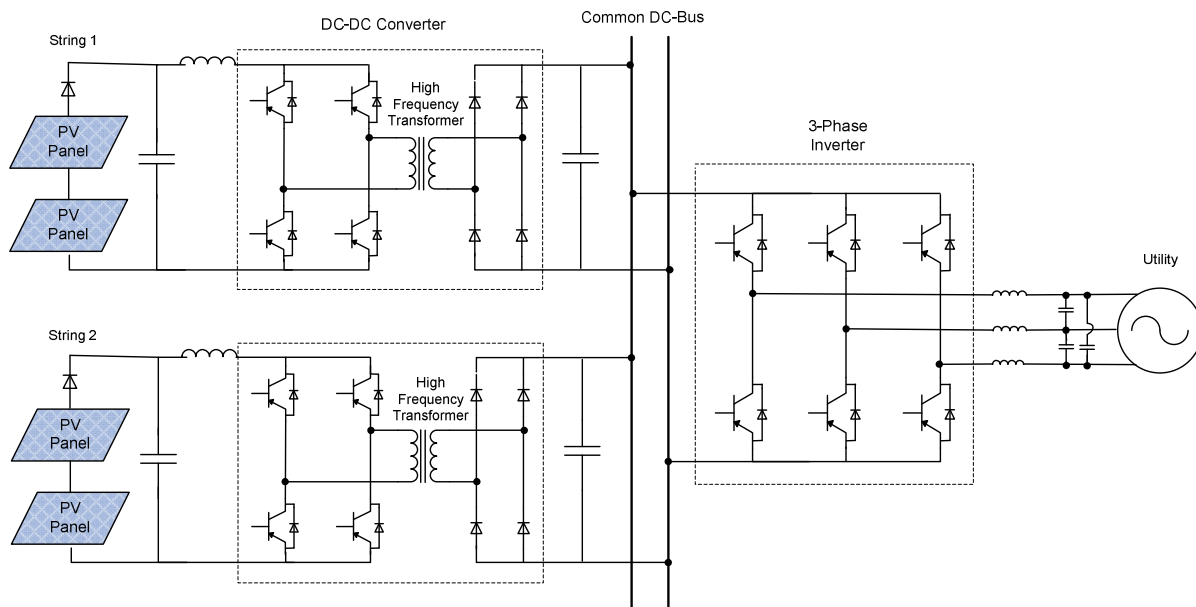 Common DC-Bus
DC-DC Converter
String 1
High
Frequency
Transformer
PV
Panel
PV
Panel
3-Phase
Inverter
Utility
String 2
High
Frequency
Transformer
PV
Panel
PV
Panel